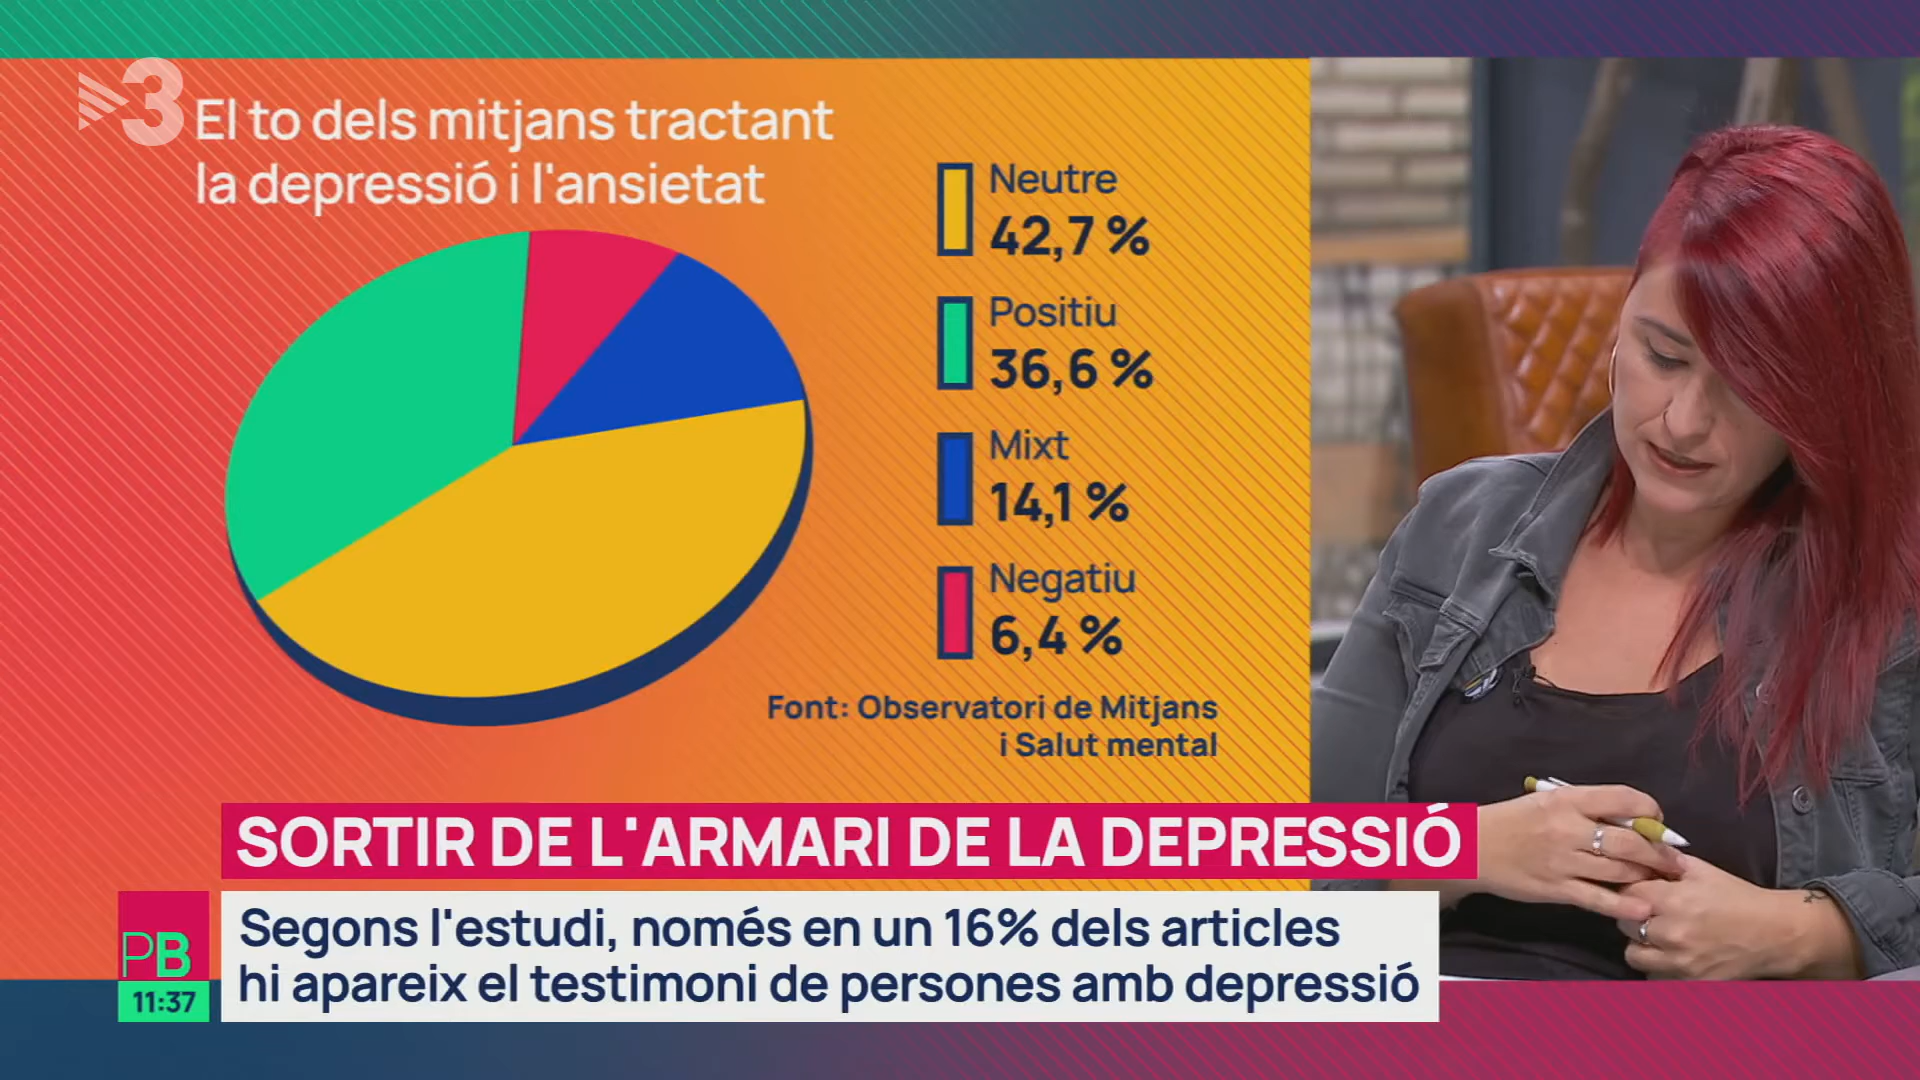 3
El to dels mitjans tractant
la depressió i l'ansietat
Neutre
42,7 %
Positiu
36,6 %
Mixt
14,1 %
Negatiu
6,4 %
Font: Observatori de Mitjans
i Salut mental
SORTIR DE L'ARMARI DE LA DEPRESSIÓ
Segons l'estudi, només en un 16% dels articles
hi apareix el testimoni de persones amb depressió
PB
11:37